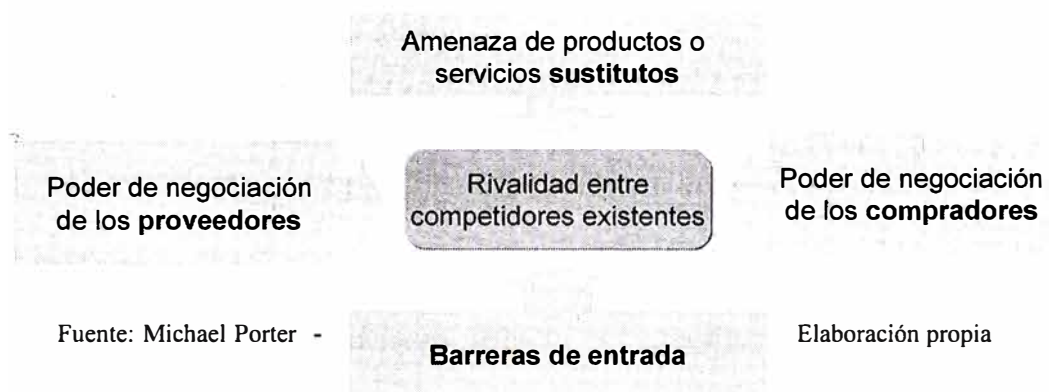 Amenaza de productos o
servicios sustitutos
Poder de negociación
de los proveedores
Rivalidad entre
competidores existentes
Poder de negociación
de los compradores
Fuente: Michael Porter -
Barreras de entrada
Elaboración propia